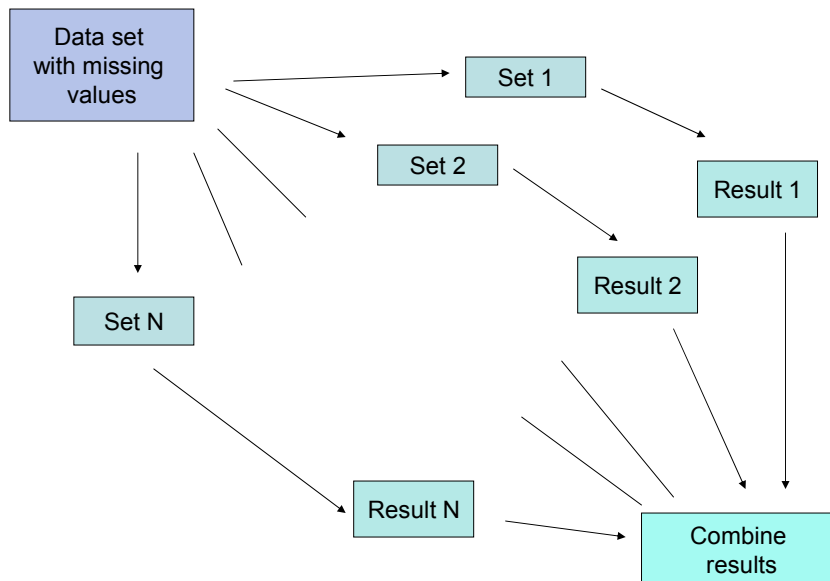 Data set
with missing
values
Set 1
Set 2
Result 1
Result 2
Set N
Result N
Combine
results